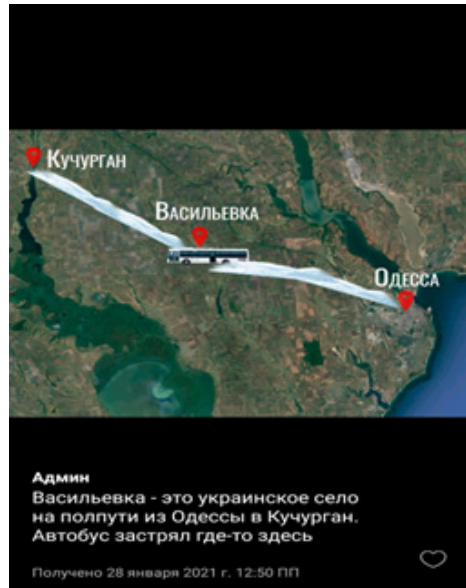 Кучурган
Васильевка
Одесса
Админ
Васильевка - это украинское село
на полпути из Одессы в Кучурган.
Автобус застрял где-то здесь
Получено 28 января 2021 г. 12:50 ПП